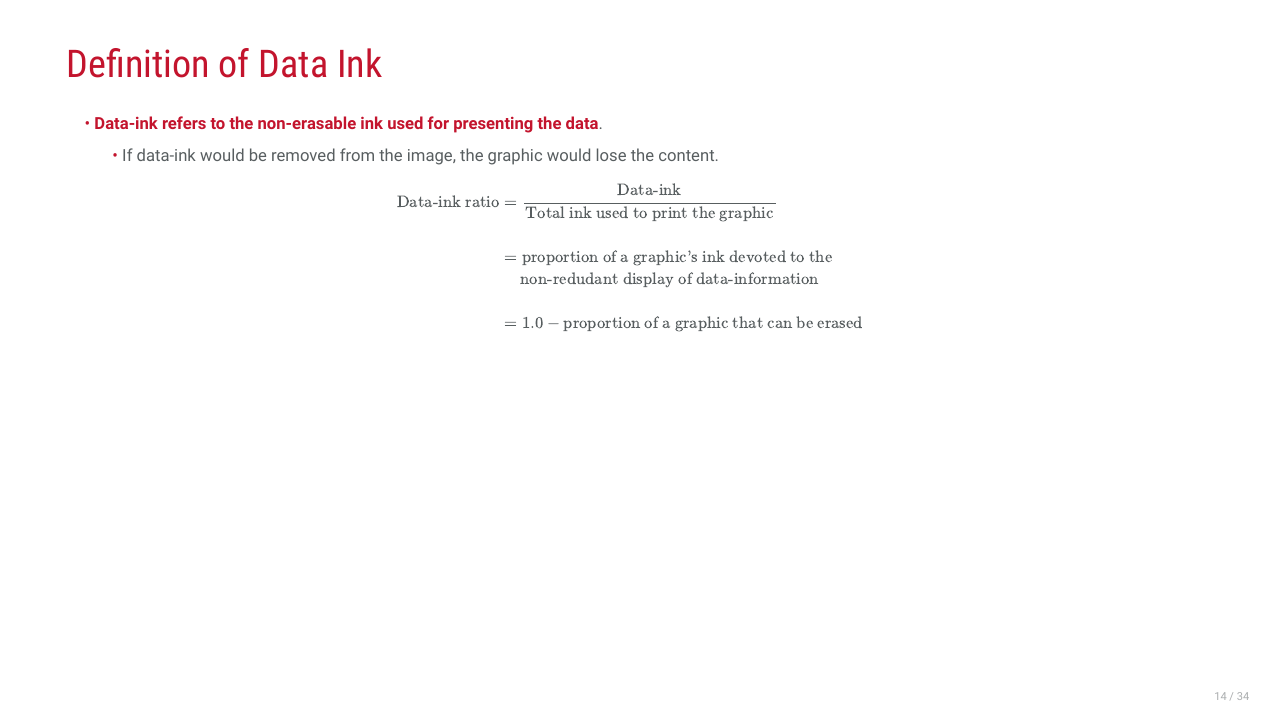 Definition of Data Ink
• Data-ink refers to the non-erasable ink used for presenting the data.
• If data-ink would be removed from the image, the graphic would lose the content.
Data-ink ratio = Data-ink / Total ink used to print the graphic
= proportion of a graphic's ink devoted to the
non-redudant display of data-information
= 1.0 − proportion of a graphic that can be erased
14 / 34